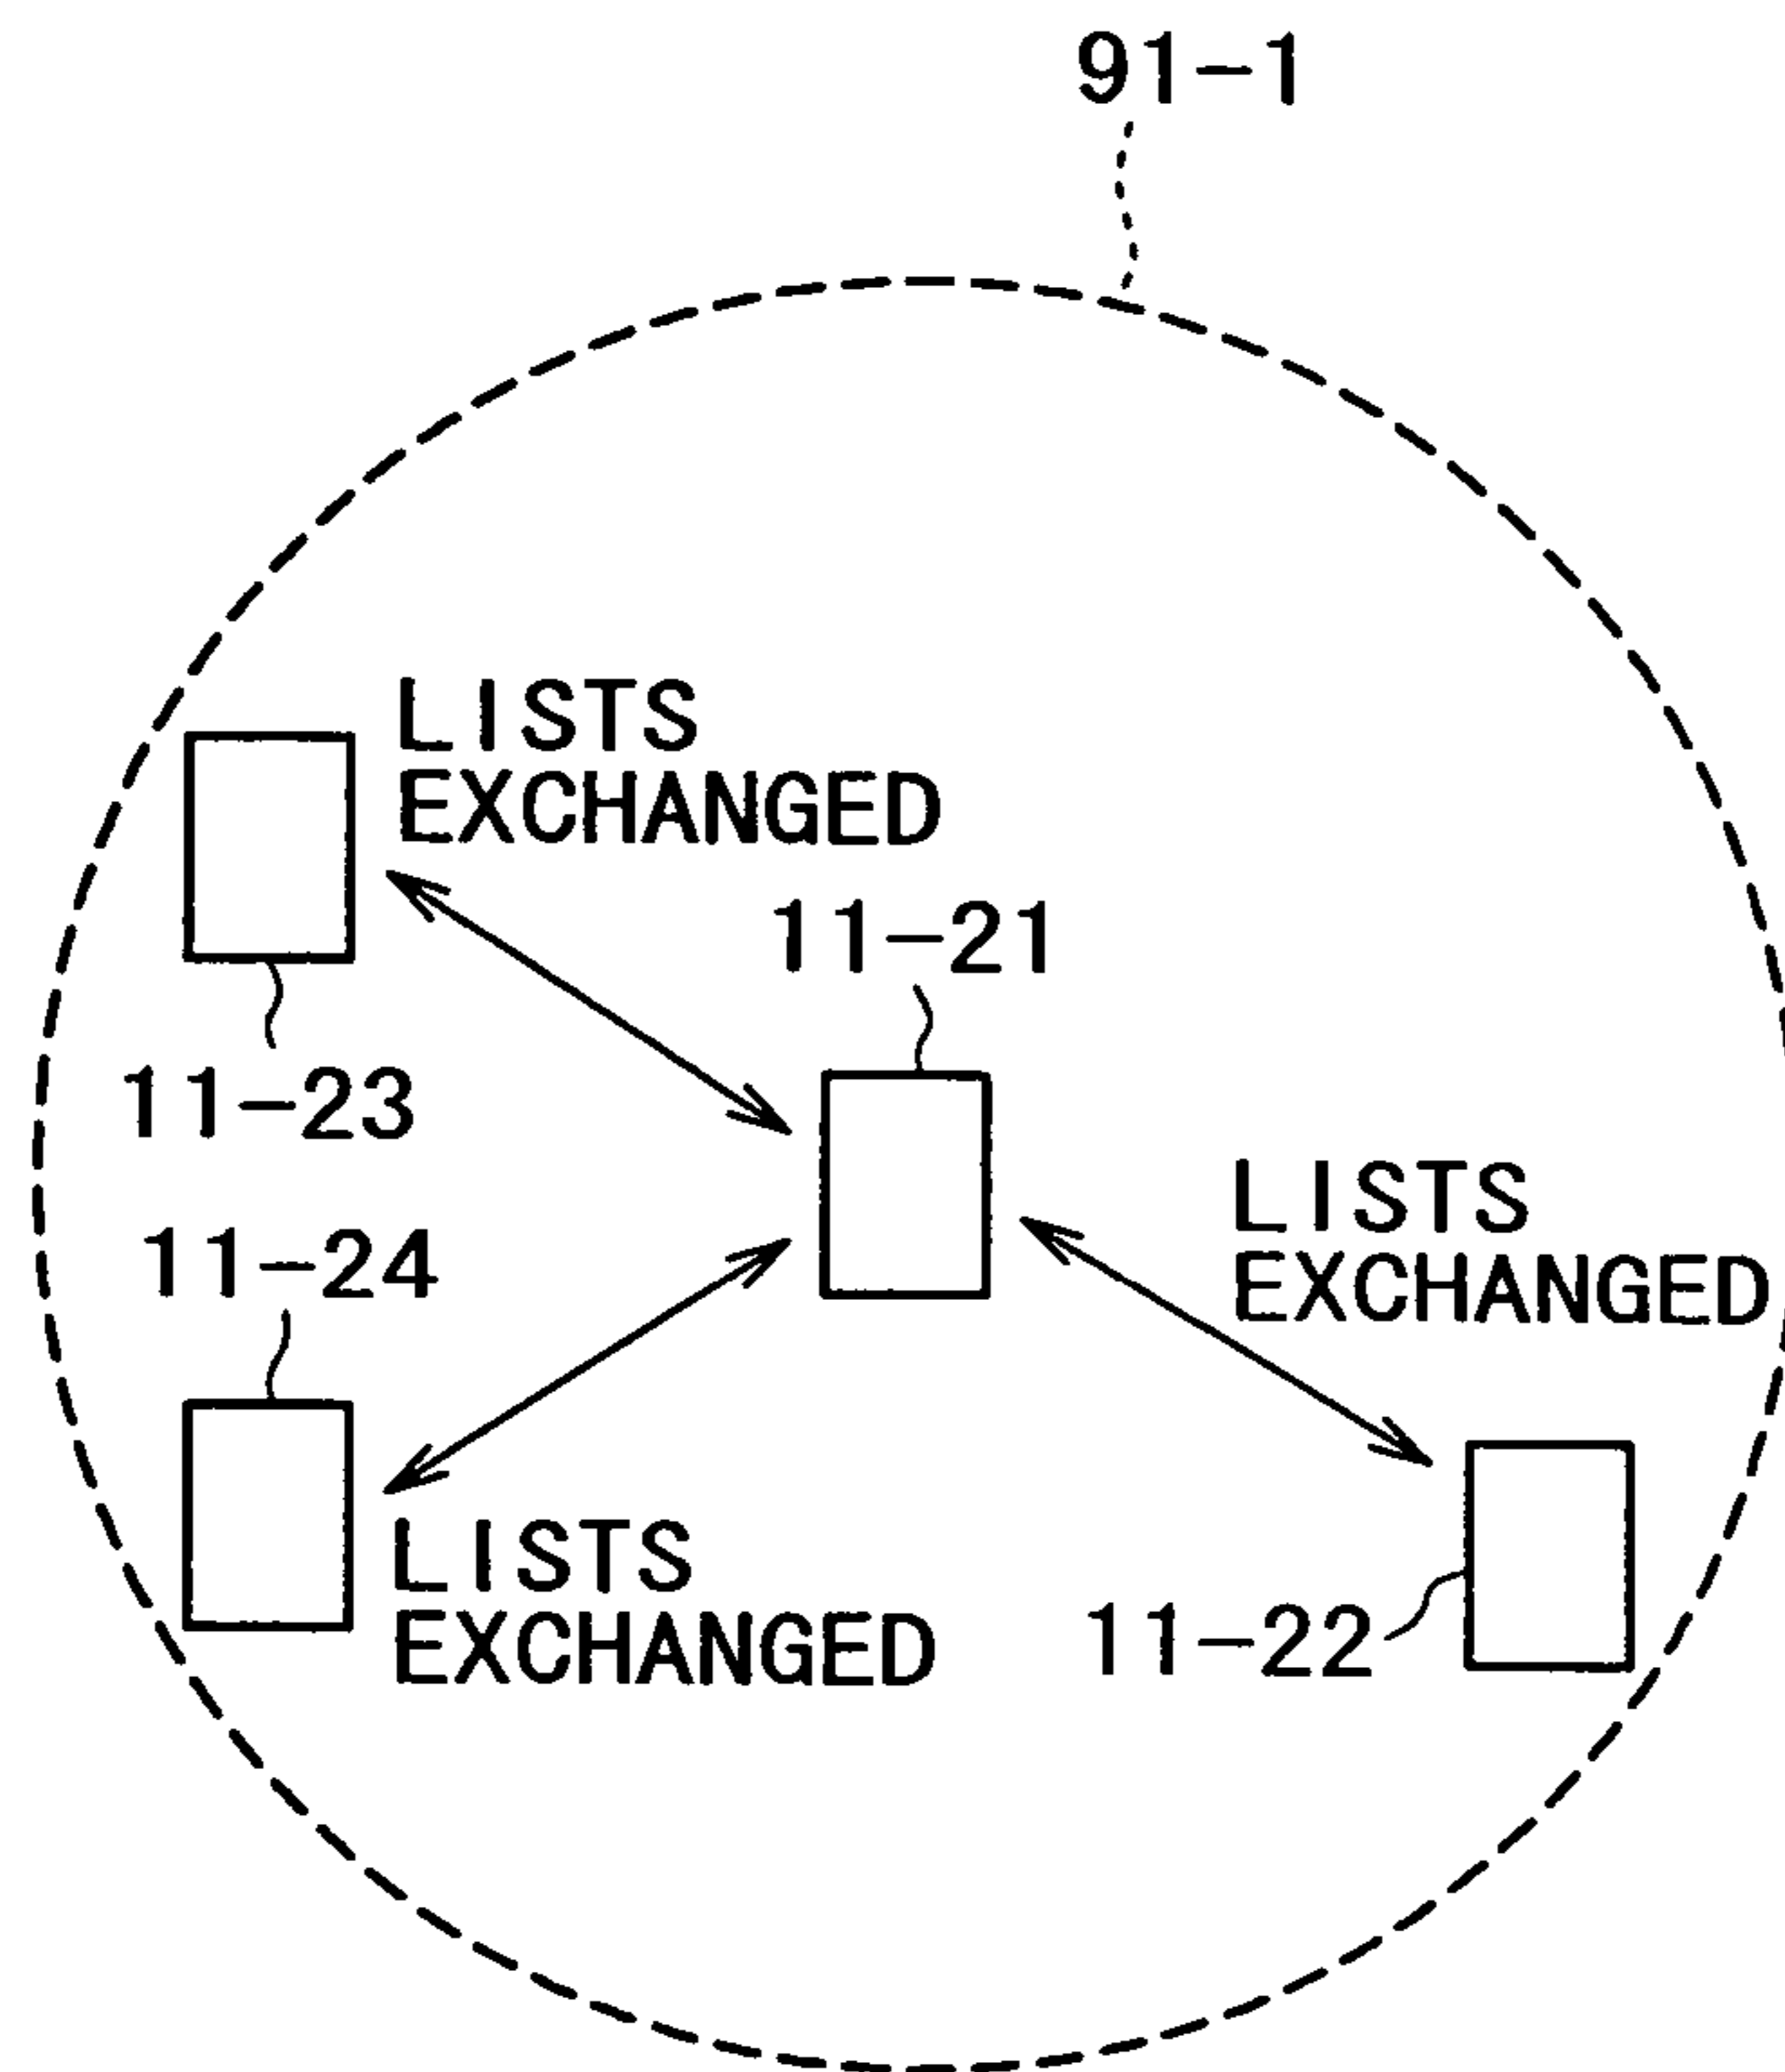 91-1
LISTS
EXCHANGED
11-21
11-23
LISTS
EXCHANGED
11-24
LISTS
EXCHANGED
11-22